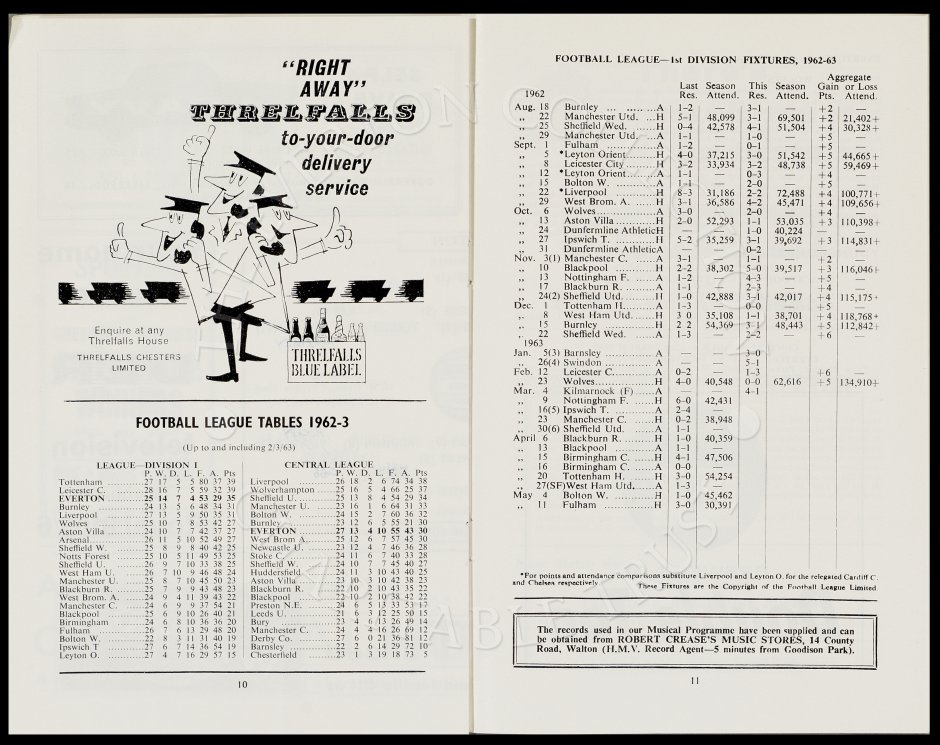 "RIGHT
AWAY"
THRELFALLS
to-your-door
delivery
service
Enquire at any
Threlfalls House
THRELFALLS CHESTERS
LIMITED
THRELFALLS
BLUE LABEL
FOOTBALL LEAGUE TABLES 1962-3
(Up to and including 2/3/63)
LEAGUE—DIVISION I
P. W. D. L. F. A. Pts
Tottenham ........27 17 5 5 80 37 39
Leicester C. ........28 16 7 5 59 32 39
EVERTON ........25 14 7 4 53 29 35
Burnley ........24 13 5 6 48 34 31
Liverpool ........27 13 5 9 50 35 31
Wolves ........25 10 7 8 53 42 27
Aston Villa ........24 10 7 7 42 37 27
Arsenal ........26 11 5 10 52 49 27
Sheffield W. ........25 8 9 8 40 42 25
Notts Forest ........25 10 5 11 49 53 25
Sheffield U. ........26 9 7 10 33 38 25
West Ham U. ........26 7 10 9 46 48 24
Manchester U. ........25 8 7 10 45 50 23
Blackburn R. ........25 7 9 9 43 48 23
West Brom. A. ........24 9 4 11 39 43 22
Manchester C. ........24 6 9 9 37 54 21
Blackpool ........25 6 9 10 26 40 21
Birmingham ........24 6 8 10 36 36 20
Fulham ........26 7 6 13 29 48 20
Bolton W. ........22 8 3 11 31 40 19
Ipswich T ........27 6 7 14 36 54 19
Leyton O. ........27 4 7 16 29 57 15
CENTRAL LEAGUE
P. W. D. L. F. A. Pts
Liverpool ........26 18 2 6 74 34 38
Wolverhampton ........25 16 5 4 66 25 37
Sheffield U. ........25 13 8 4 54 29 34
Manchester U. ........23 16 1 6 64 31 33
Bolton W. ........24 15 2 7 60 36 32
Burnley ........23 12 6 5 55 21 30
EVERTON ........27 13 4 10 55 43 30
West Brom A. ........25 12 6 7 57 45 30
Newcastle U. ........23 12 4 7 46 36 28
Stoke C. ........24 11 6 7 40 33 28
Sheffield W. ........24 10 7 7 45 40 27
Huddersfield ........24 11 3 10 43 40 25
Aston Villa ........23 10 3 10 42 38 23
Blackburn R. ........22 10 2 10 43 35 22
Blackpool ........22 10 2 10 38 42 22
Preston N.E. ........24 6 5 13 33 53 17
Leeds U. ........21 6 3 12 25 50 15
Bury ........23 4 6 13 26 49 14
Manchester C. ........24 4 4 16 26 69 12
Derby Co. ........27 6 0 21 36 81 12
Barnsley ........22 2 6 14 29 72 10
Chesterfield ........23 1 3 19 18 73 5
10
FOOTBALL LEAGUE—1st DIVISION FIXTURES, 1962-63
Aggregate
Last Season This Season Gain or Loss
1962 Res. Attend. Res. Attend. Pts. Attend.
Aug. 18 Burnley ........A 1–2 — 3–1 — +2 —
,, 22 Manchester Utd. ...H 5–1 48,099 3–1 69,501 +2 21,402+
,, 25 Sheffield Wed. ......H 0–4 42,578 4–1 51,504 +4 30,328+
,, 29 Manchester Utd. ...A 1–1 — 1–0 — +5 —
Sept. 1 Fulham ........A 1–2 — 0–1 — +5 —
,, 5 *Leyton Orient ......H 4–0 37,215 3–0 51,542 +5 44,665+
,, 8 Leicester City ......H 3–2 33,934 3–2 48,738 +5 59,469+
,, 12 *Leyton Orient ......A 1–1 — 0–3 — +4 —
,, 15 Bolton W. ........A 1–1 — 2–0 — +5 —
,, 22 *Liverpool ........H 8–3 31,186 2–2 72,488 +4 100,771+
,, 29 West Brom. A. ......H 3–1 36,586 4–2 45,471 +4 109,656+
Oct. 6 Wolves ........A 3–0 — 2–0 — +4 —
,, 13 Aston Villa ........H 2–0 52,293 1–1 53,035 +3 110,398+
,, 24 Dunfermline AthleticH — — 1–0 40,224 — —
,, 27 Ipswich T. ........H 5–2 35,259 3–1 39,692 +4 114,831+
,, 31 Dunfermline AthleticA — — 0–2 — — —
Nov. 3(1) Manchester C. ......A 3–1 — 1–1 — +2 —
,, 10 Blackpool ........H 2–2 38,302 5–0 39,517 +3 116,046+
,, 13 Nottingham F. ......A 1–2 — 4–3 — +5 —
,, 17 Blackburn R. ......A 1–1 — 2–3 — +4 —
,, 24(2) Sheffield Utd. ......H 1–0 42,888 3–1 42,017 +4 115,175+
Dec. 1 Tottenham H. ......A 1–3 — 0–0 — +5 —
,, 8 West Ham Utd. ......H 3 0 35,108 1–1 38,701 +4 118,768+
,, 15 Burnley ........H 2 2 54,369 3–1 48,443 +5 112,842+
,, 22 Sheffield Wed. ......A 1–3 — 2–2 — +6 —
1963
Jan. 5(3) Barnsley ........A — — 3–0
,, 26(4) Swindon ........A — — 5–1
Feb. 12 Leicester C. ........A 0–2 — 1–3 +6 —
,, 23 Wolves ........H 4–0 40,548 0–0 62,616 +5 134,910+
Mar. 4 Kilmarnock (F) ......A — — 4–1
,, 9 Nottingham F. ......H 6–0 42,431
,, 16(5) Ipswich T. ........A 2–4 —
,, 23 Manchester C. ......H 0–2 38,948
,, 30(6) Sheffield Utd. ......A 1–1 —
April 6 Blackburn R. ........H 1–0 40,359
,, 13 Blackpool ........A 1–1 —
,, 15 Birmingham C. ......H 4–1 47,506
,, 16 Birmingham C. ......A 0–0 —
,, 20 Tottenham H. ......H 3–0 54,254
,, 27(SF)West Ham Utd. ......A 1–3 —
May 4 Bolton W. ........H 1–0 45,462
,, 11 Fulham ........H 3–0 30,391
*For points and attendance comparisons substitute Liverpool and Leyton O. for the relegated Cardiff C.
and Chelsea respectively.
These Fixtures are the Copyright of the Football League Limited.
The records used in our Musical Programme have been supplied and can
be obtained from ROBERT CREASE'S MUSIC STORES, 14 County
Road, Walton (H.M.V. Record Agent—5 minutes from Goodison Park).
11